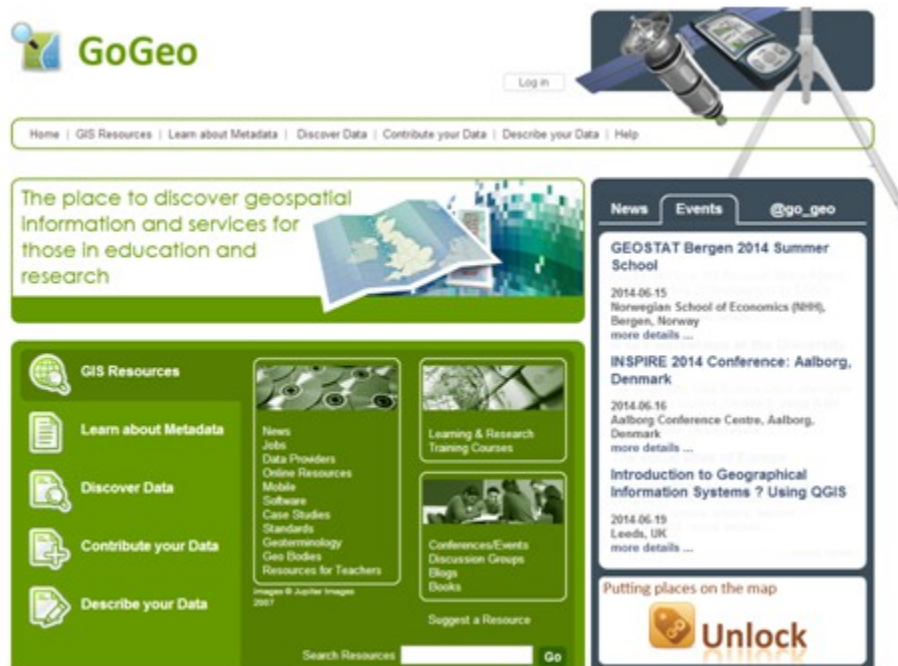 GoGeo
Log in
Home | GIS Resources | Learn about Metadata | Discover Data | Contribute your Data | Describe your Data | Help
The place to discover geospatial
information and services for
those in education and
research
GIS Resources
Learn about Metadata
Discover Data
Contribute your Data
Describe your Data
News
Jobs
Data Providers
Online Resources
Mobile
Software
Case Studies
Standards
Geoterminology
Geo Bodies
Resources for Teachers
Images © Jupiter Images
2007
Learning & Research
Training Courses
Conferences/Events
Discussion Groups
Blogs
Books
Suggest a Resource
Search Resources
Go
News Events @go_geo
GEOSTAT Bergen 2014 Summer
School
2014-06-15
Norwegian School of Economics (NHH),
Bergen, Norway
more details ...
INSPIRE 2014 Conference: Aalborg,
Denmark
2014-06-16
Aalborg Conference Centre, Aalborg,
Denmark
more details ...
Introduction to Geographical
Information Systems ? Using QGIS
2014-06-19
Leeds, UK
more details ...
Putting places on the map
Unlock